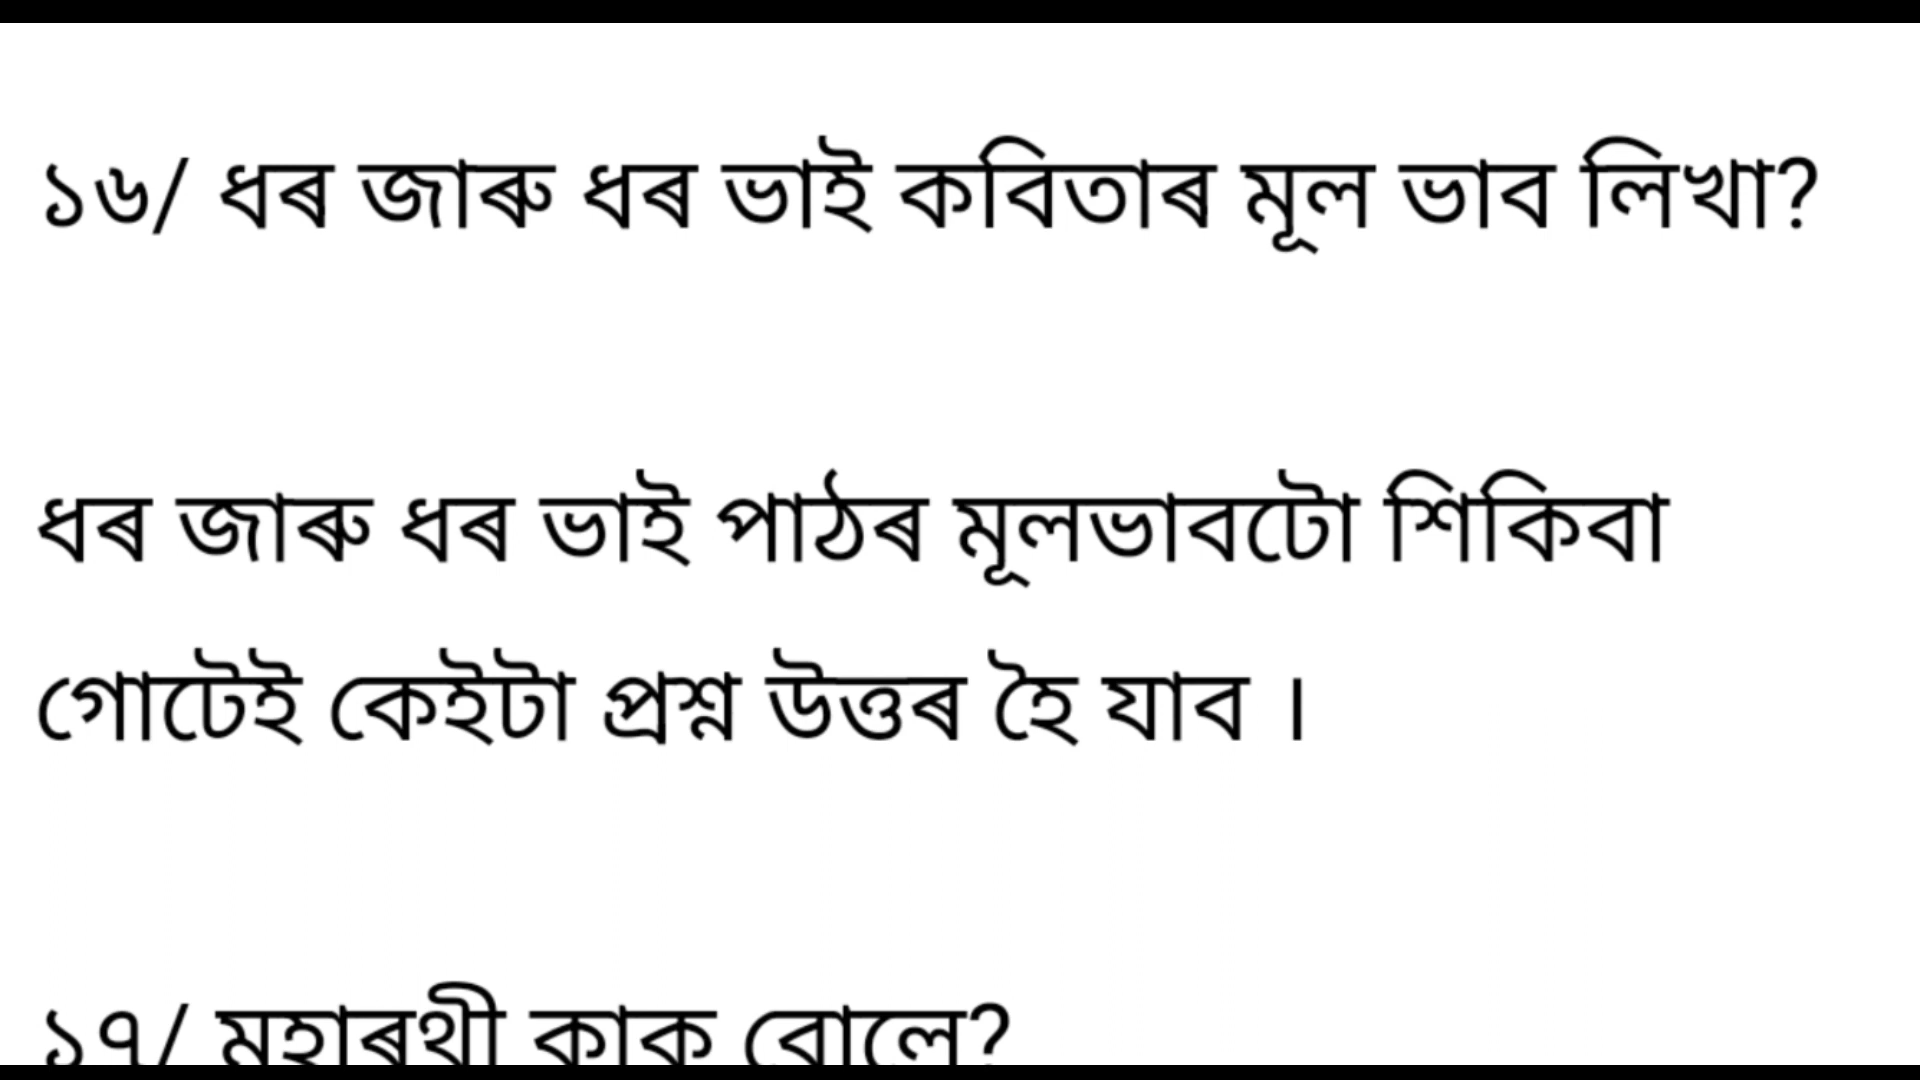 ১৬/ ধৰ জাৰু ধৰ ভাই কবিতাৰ মূল ভাব লিখা?
ধৰ জাৰু ধৰ ভাই পাঠৰ মূলভাবটো শিকিবা
গোটেই কেইটা প্ৰশ্ন উত্তৰ হৈ যাব ।
১৭/ মহাৰথী কাক বোলে?